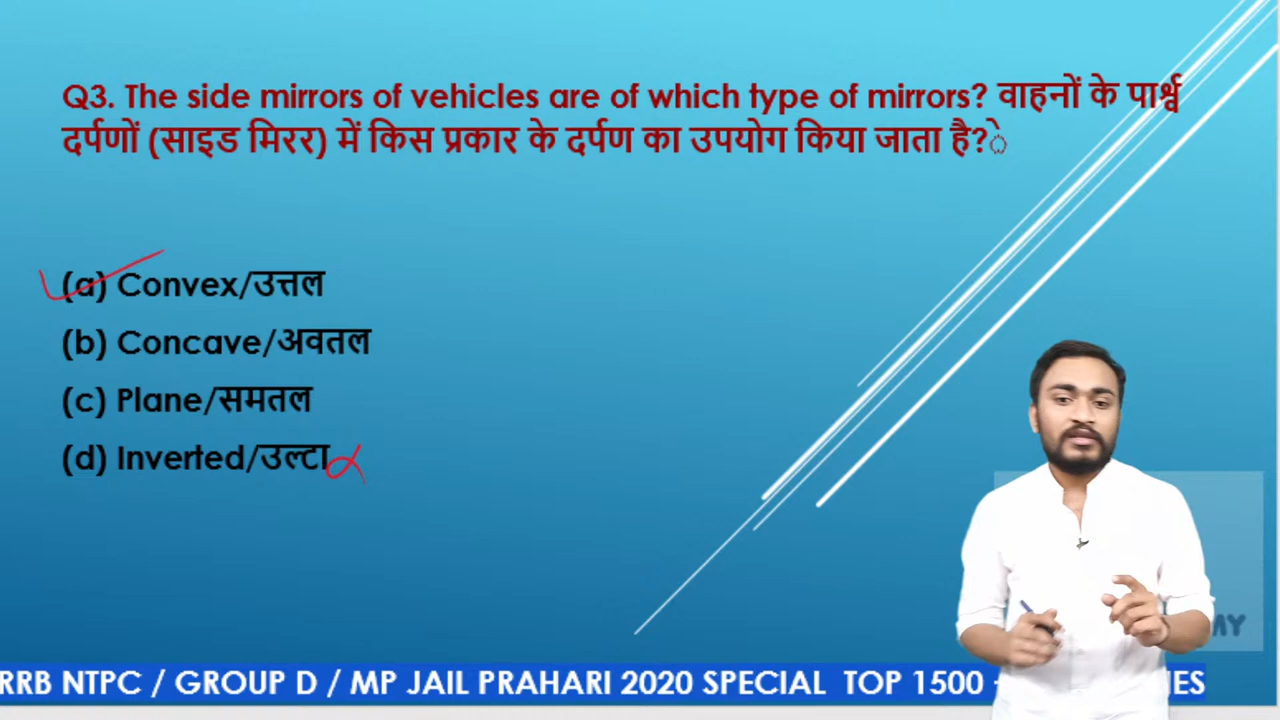 Q3. The side mirrors of vehicles are of which type of mirrors? वाहनों के पार्श्व
दर्पणों (साइड मिरर) में किस प्रकार के दर्पण का उपयोग किया जाता है?े
(a) Convex/उत्तल
(b) Concave/अवतल
(c) Plane/समतल
(d) Inverted/उल्टा
RRB NTPC / GROUP D / MP JAIL PRAHARI 2020 SPECIAL TOP 1500